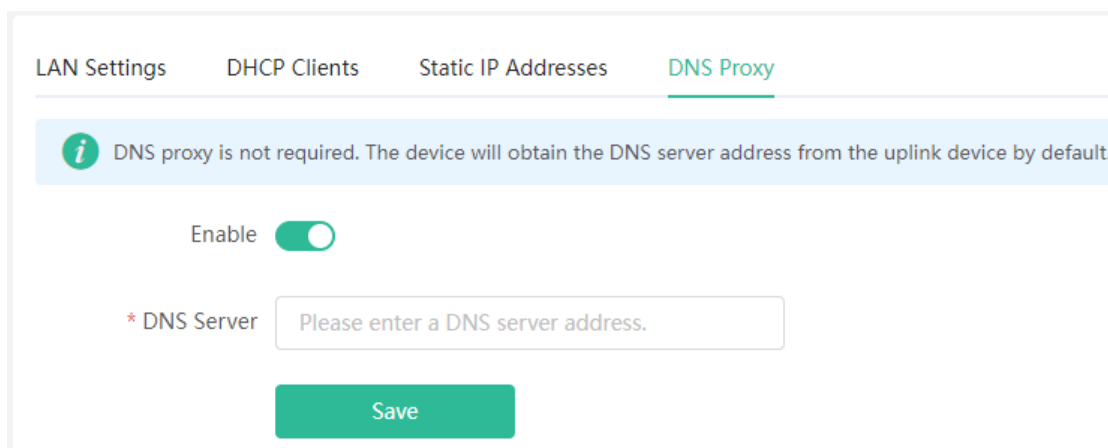 LAN Settings DHCP Clients Static IP Addresses DNS Proxy
DNS proxy is not required. The device will obtain the DNS server address from the uplink device by default.
Enable
* DNS Server Please enter a DNS server address.
Save